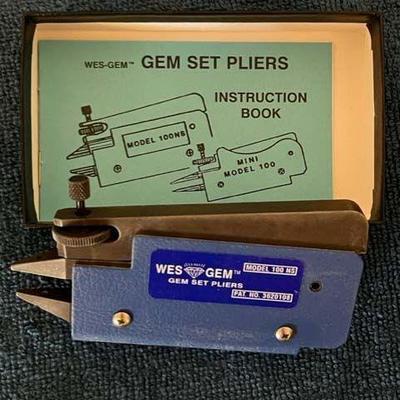 WES-GEM™ GEM SET PLIERS
INSTRUCTION
BOOK
MODEL 100NS
MINI
MODEL 100
WES GEM™
GEM SET PLIERS
MODEL 100 NS
PAT. NO. 3620108